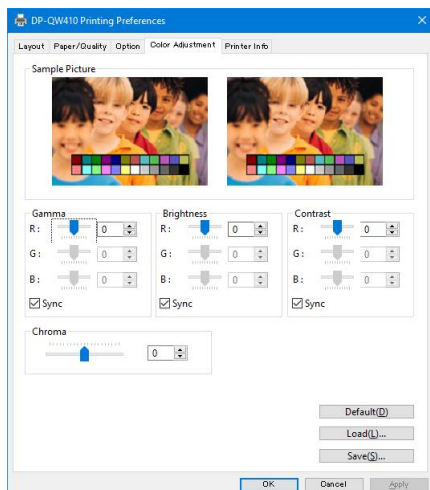 DP-QW410 Printing Preferences
Layout Paper/Quality Option Color Adjustment Printer Info
Sample Picture
Gamma Brightness Contrast
R: 0 R: 0 R: 0
G: 0 G: 0 G: 0
B: 0 B: 0 B: 0
Sync Sync Sync
Chroma
0
Default(D)
Load(L)...
Save(S)...
OK Cancel Apply